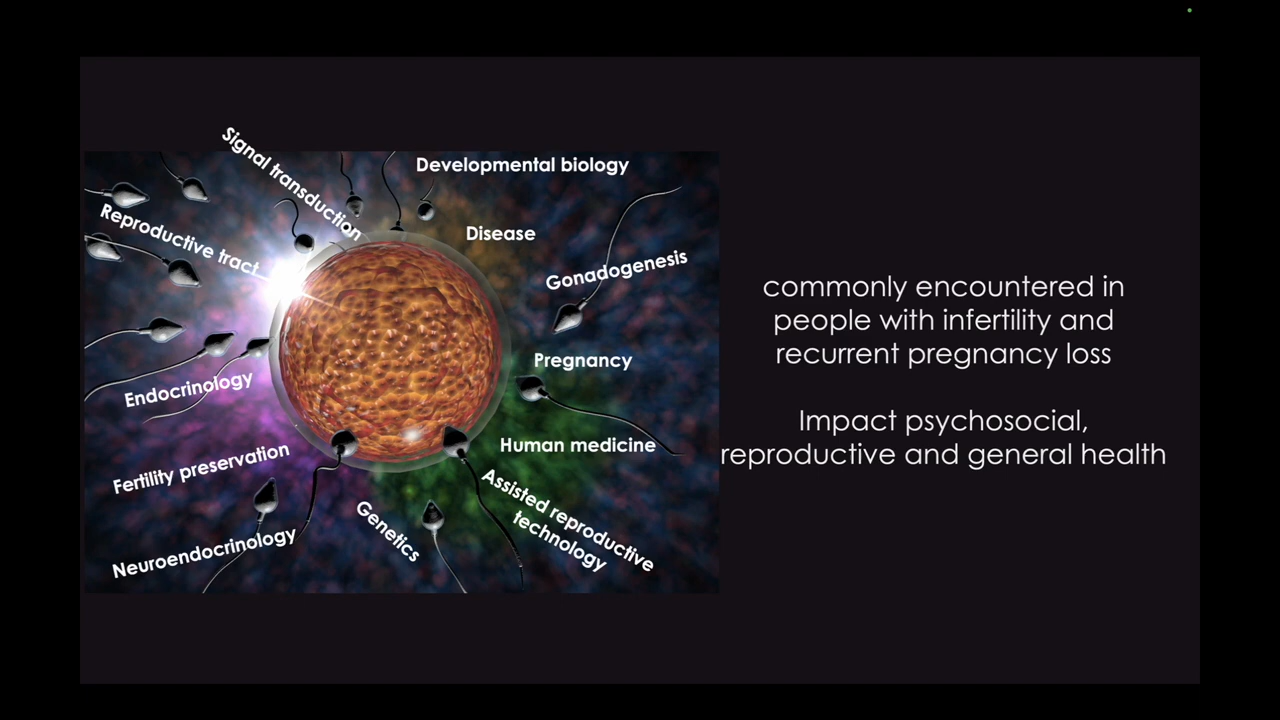 Signal transduction
Developmental biology
Reproductive tract
Disease
Gonadogenesis
Pregnancy
Endocrinology
Human medicine
Fertility preservation
Assisted reproductive
technology
Genetics
Neuroendocrinology
commonly encountered in
people with infertility and
recurrent pregnancy loss
Impact psychosocial,
reproductive and general health